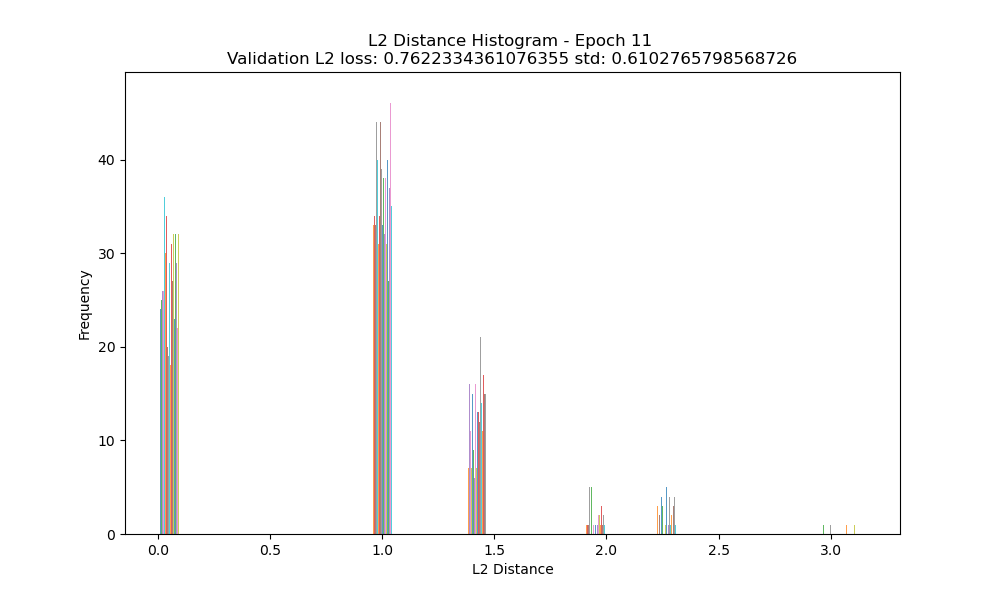 L2 Distance Histogram - Epoch 11
Validation L2 loss: 0.7622334361076355 std: 0.6102765798568726
Frequency
40
30
20
10
0
0.0 0.5 1.0 1.5 2.0 2.5 3.0
L2 Distance